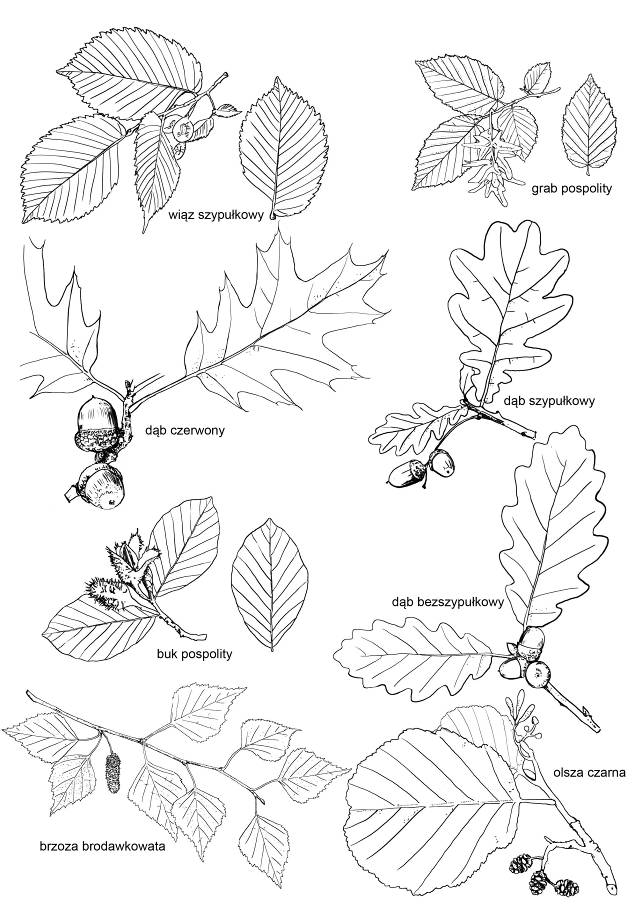 grab pospolity
wiąz szypułkowy
dąb szypułkowy
dąb czerwony
dąb bezszypułkowy
buk pospolity
olsza czarna
brzoza brodawkowata